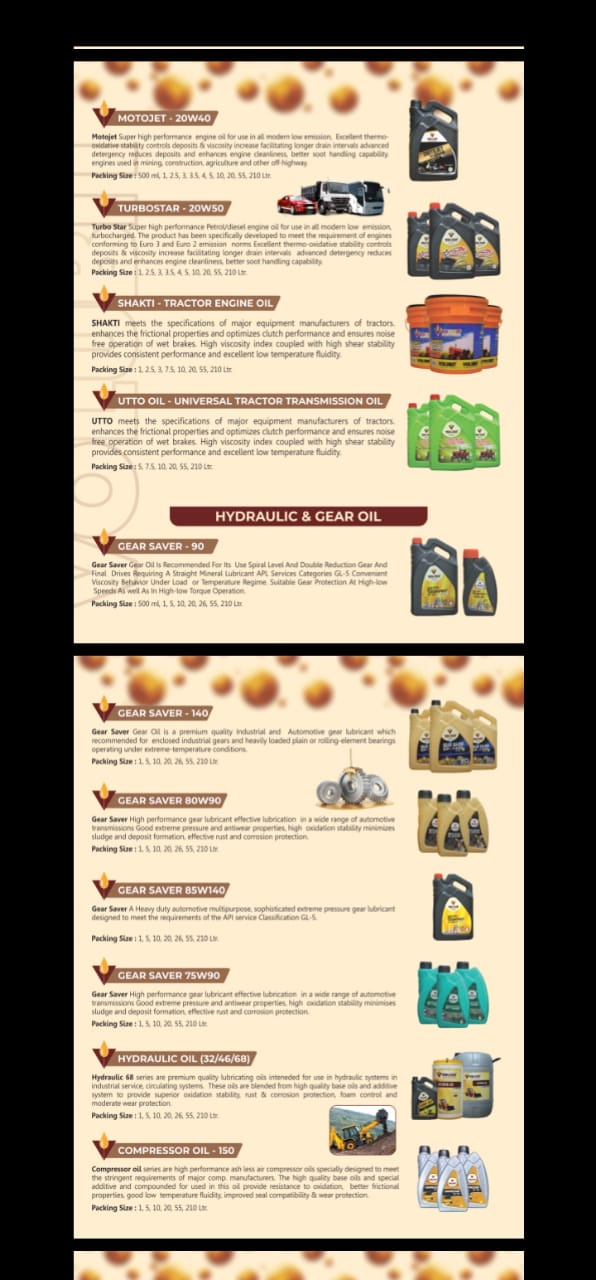 MOTOJET - 20W40
Motojet Super high performance engine oil for use in all modern low emission, Excellent thermo-
oxidative stability controls deposits & viscosity increase facilitating longer drain intervals advanced
detergency reduces deposits and enhances engine cleanliness, better soot handling capability.
engines used in mining, construction, agriculture and other off-highway.
Packing Size : 500 ml, 1, 2.5, 3, 3.5, 4, 5, 10, 20, 55, 210 Ltr.
TURBOSTAR - 20W50
Turbo Star Super high performance Petrol/diesel engine oil for use in all modern low emission,
turbocharged. The product has been specifically developed to meet the requirement of engines
conforming to Euro 3 and Euro 2 emission norms Excellent thermo-oxidative stability controls
deposits & viscosity increase facilitating longer drain intervals advanced detergency reduces
deposits and enhances engine cleanliness, better soot handling capability.
Packing Size : 1, 2.5, 3, 3.5, 4, 5, 10, 20, 55, 210 Ltr.
SHAKTI - TRACTOR ENGINE OIL
SHAKTI meets the specifications of major equipment manufacturers of tractors.
enhances the frictional properties and optimizes clutch performance and ensures noise
free operation of wet brakes. High viscosity index coupled with high shear stability
provides consistent performance and excellent low temperature fluidity.
Packing Size : 1, 2.5, 3, 7.5, 10, 20, 55, 210 Ltr.
UTTO OIL - UNIVERSAL TRACTOR TRANSMISSION OIL
UTTO meets the specifications of major equipment manufacturers of tractors.
enhances the frictional properties and optimizes clutch performance and ensures noise
free operation of wet brakes. High viscosity index coupled with high shear stability
provides consistent performance and excellent low temperature fluidity.
Packing Size : 5, 7.5, 10, 20, 55, 210 Ltr.
HYDRAULIC & GEAR OIL
GEAR SAVER - 90
Gear Saver Gear Oil Is Recommended For Its Use Spiral Level And Double Reduction Gear And
Final Drives Requiring A Straight Mineral Lubricant APL Services Categories GL-5 Convenient
Viscosity Behavior Under Load or Temperature Regime. Suitable Gear Protection At High-low
Speeds As well As In High-low Torque Operation.
Packing Size : 500 ml, 1, 5, 10, 20, 26, 55, 210 Ltr.
GEAR SAVER - 140
Gear Saver Gear Oil is a premium quality Industrial and Automotive gear lubricant which
recommended for enclosed industrial gears and heavily loaded plain or rolling-element bearings
operating under extreme-temperature conditions.
Packing Size : 1, 5, 10, 20, 26, 55, 210 Ltr.
GEAR SAVER 80W90
Gear Saver High performance gear lubricant effective lubrication in a wide range of automotive
transmissions Good extreme pressure and antiwear properties, high oxidation stability minimizes
sludge and deposit formation, effective rust and corrosion protection.
Packing Size : 1, 5, 10, 20, 26, 55, 210 Ltr.
GEAR SAVER 85W140
Gear Saver A Heavy duty automotive multipurpose, sophisticated extreme pressure gear lubricant
designed to meet the requirements of the API service Classification GL-5.
Packing Size : 1, 5, 10, 20, 26, 55, 210 Ltr.
GEAR SAVER 75W90
Gear Saver High performance gear lubricant effective lubrication in a wide range of automotive
transmissions Good extreme pressure and antiwear properties, high oxidation stability minimises
sludge and deposit formation, effective rust and corrosion protection.
Packing Size : 1, 5, 10, 20, 55, 210 Ltr.
HYDRAULIC OIL (32/46/68)
Hydraulic 68 series are premium quality lubricating oils inteneded for use in hydraulic systems in
industrial service, circulating systems. These oils are blended from high quality base oils and additive
system to provide superior oxidation stability, rust & corrosion protection, foam control and
moderate wear protection.
Packing Size : 1, 5, 10, 20, 26, 55, 210 Ltr.
COMPRESSOR OIL - 150
Compressor oil series are high performance ash less air compressor oils specially designed to meet
the stringent requirements of major comp. manufacturers. The high quality base oils and special
additive and compounded for used in this oil provide resistance to oxidation, better frictional
properties, good low temperature fluidity, improved seal compatibility & wear protection.
Packing Size : 1, 5, 10, 20, 55, 210 Ltr.